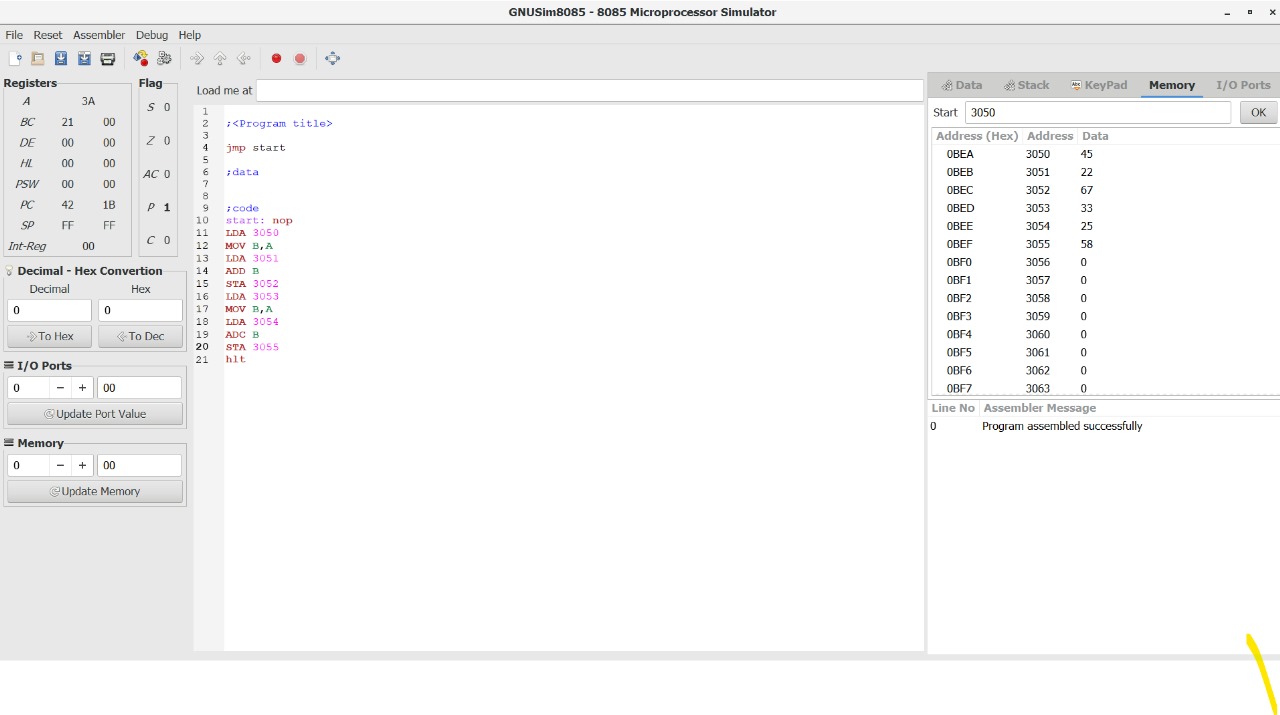 GNUSim8085 - 8085 Microprocessor Simulator
File Reset Assembler Debug Help
Registers
A 3A
BC 21 00
DE 00 00
HL 00 00
PSW 00 00
PC 42 1B
SP FF FF
Int-Reg 00
Flag
S 0
Z 0
AC 0
P 1
C 0
Decimal - Hex Convertion
Decimal Hex
0 0
To Hex To Dec
I/O Ports
0 − + 00
Update Port Value
Memory
0 − + 00
Update Memory
Load me at
1
2 ;<Program title>
3
4 jmp start
5
6 ;data
7
8
9 ;code
10 start: nop
11 LDA 3050
12 MOV B,A
13 LDA 3051
14 ADD B
15 STA 3052
16 LDA 3053
17 MOV B,A
18 LDA 3054
19 ADC B
20 STA 3055
21 hlt
Data Stack KeyPad Memory I/O Ports
Start 3050 OK
Address (Hex) Address Data
0BEA 3050 45
0BEB 3051 22
0BEC 3052 67
0BED 3053 33
0BEE 3054 25
0BEF 3055 58
0BF0 3056 0
0BF1 3057 0
0BF2 3058 0
0BF3 3059 0
0BF4 3060 0
0BF5 3061 0
0BF6 3062 0
0BF7 3063 0
Line No Assembler Message
0 Program assembled successfully